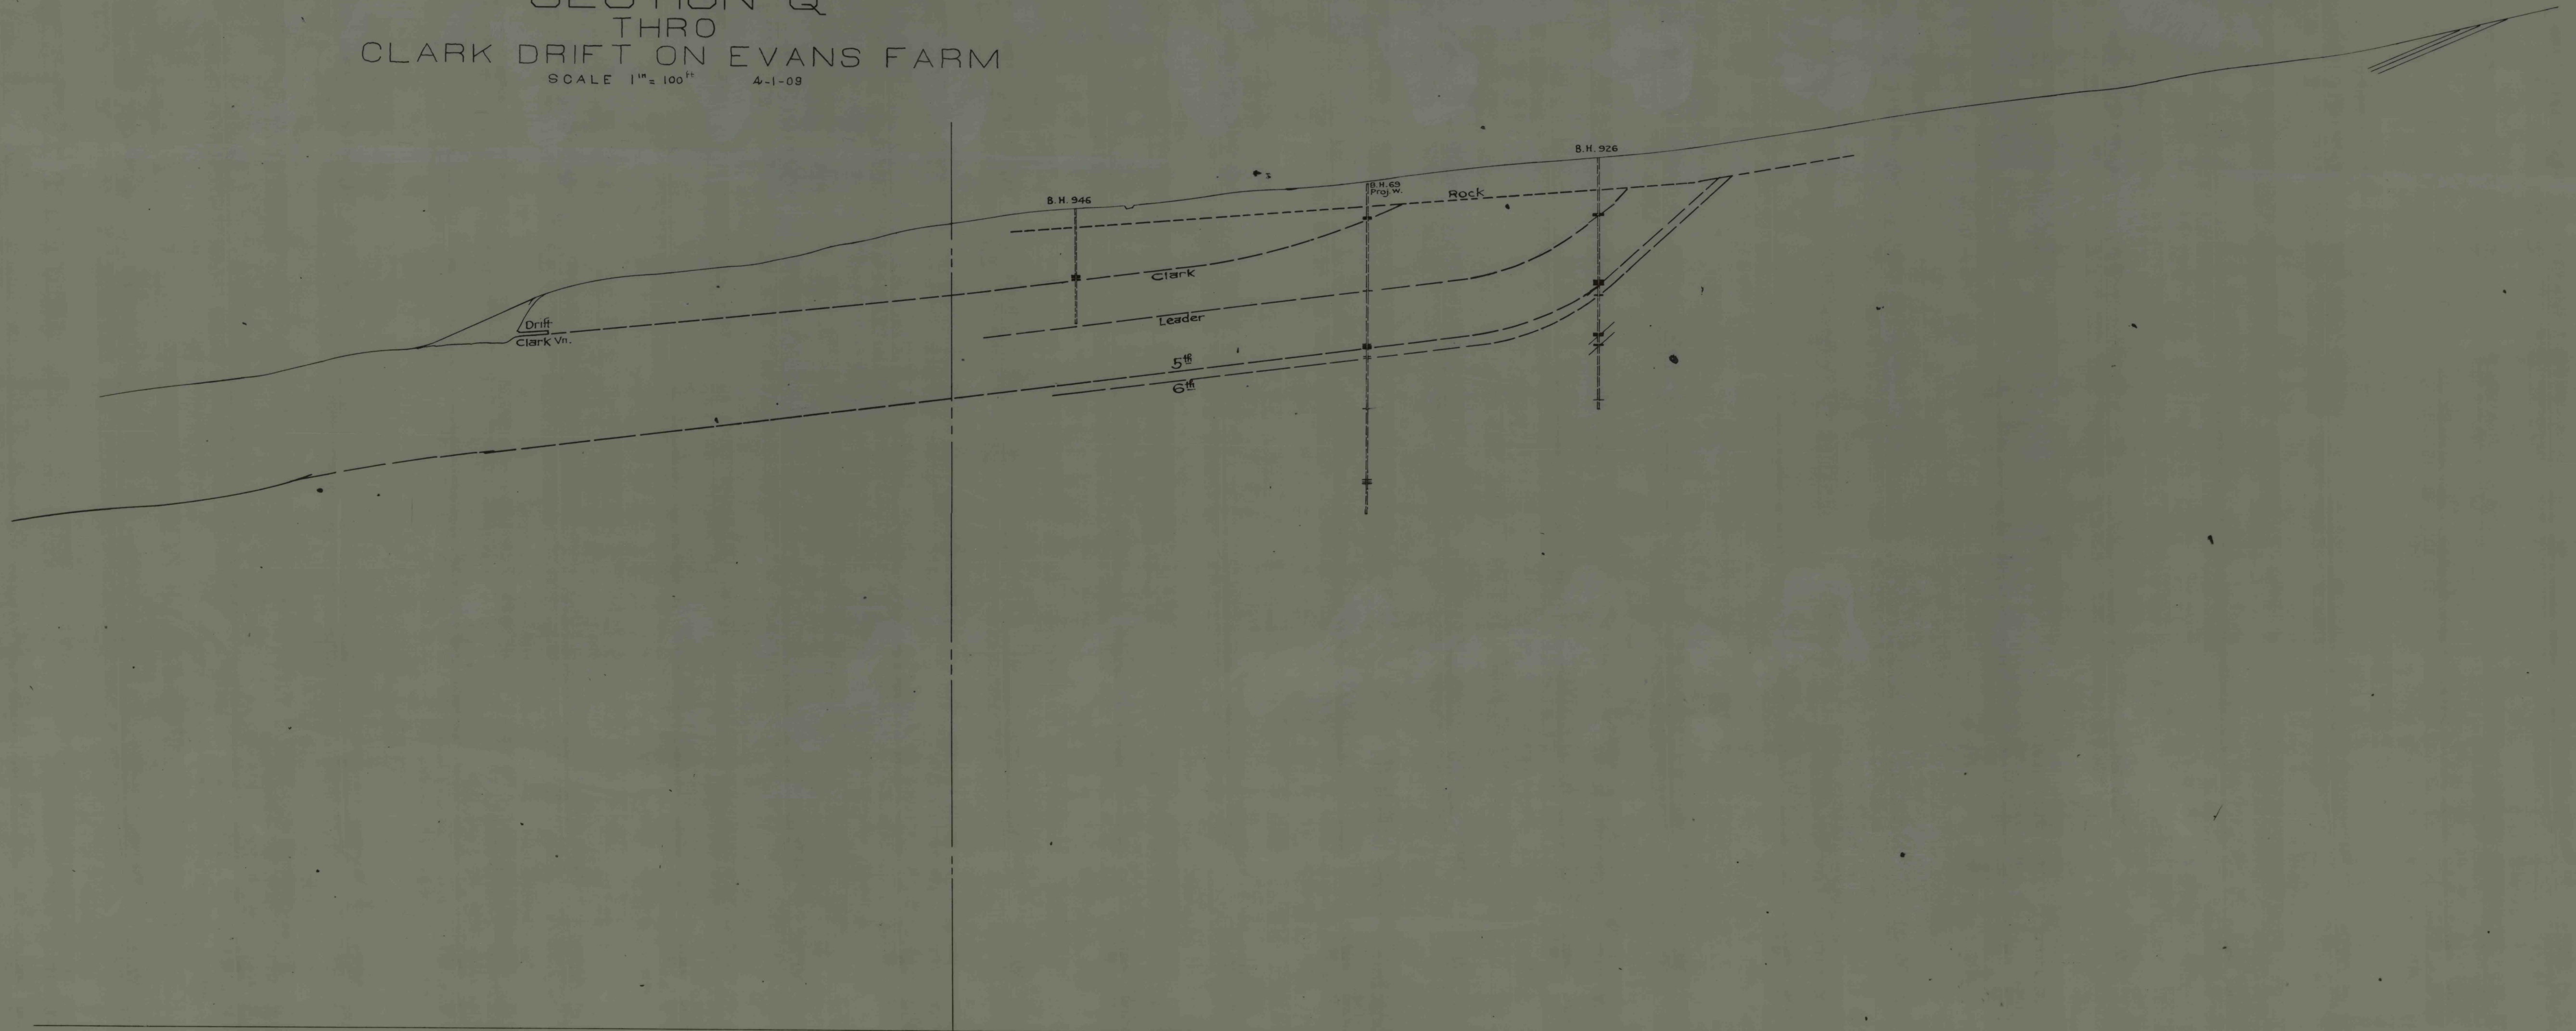 SECTION Q
THRO
CLARK DRIFT ON EVANS FARM
SCALE 1in = 100ft 4-1-09
B.H. 926
B.H. 69
Proj. W.
Rock
B.H. 946
Clark
Leader
Drift
Clark Vn.
5th
6th